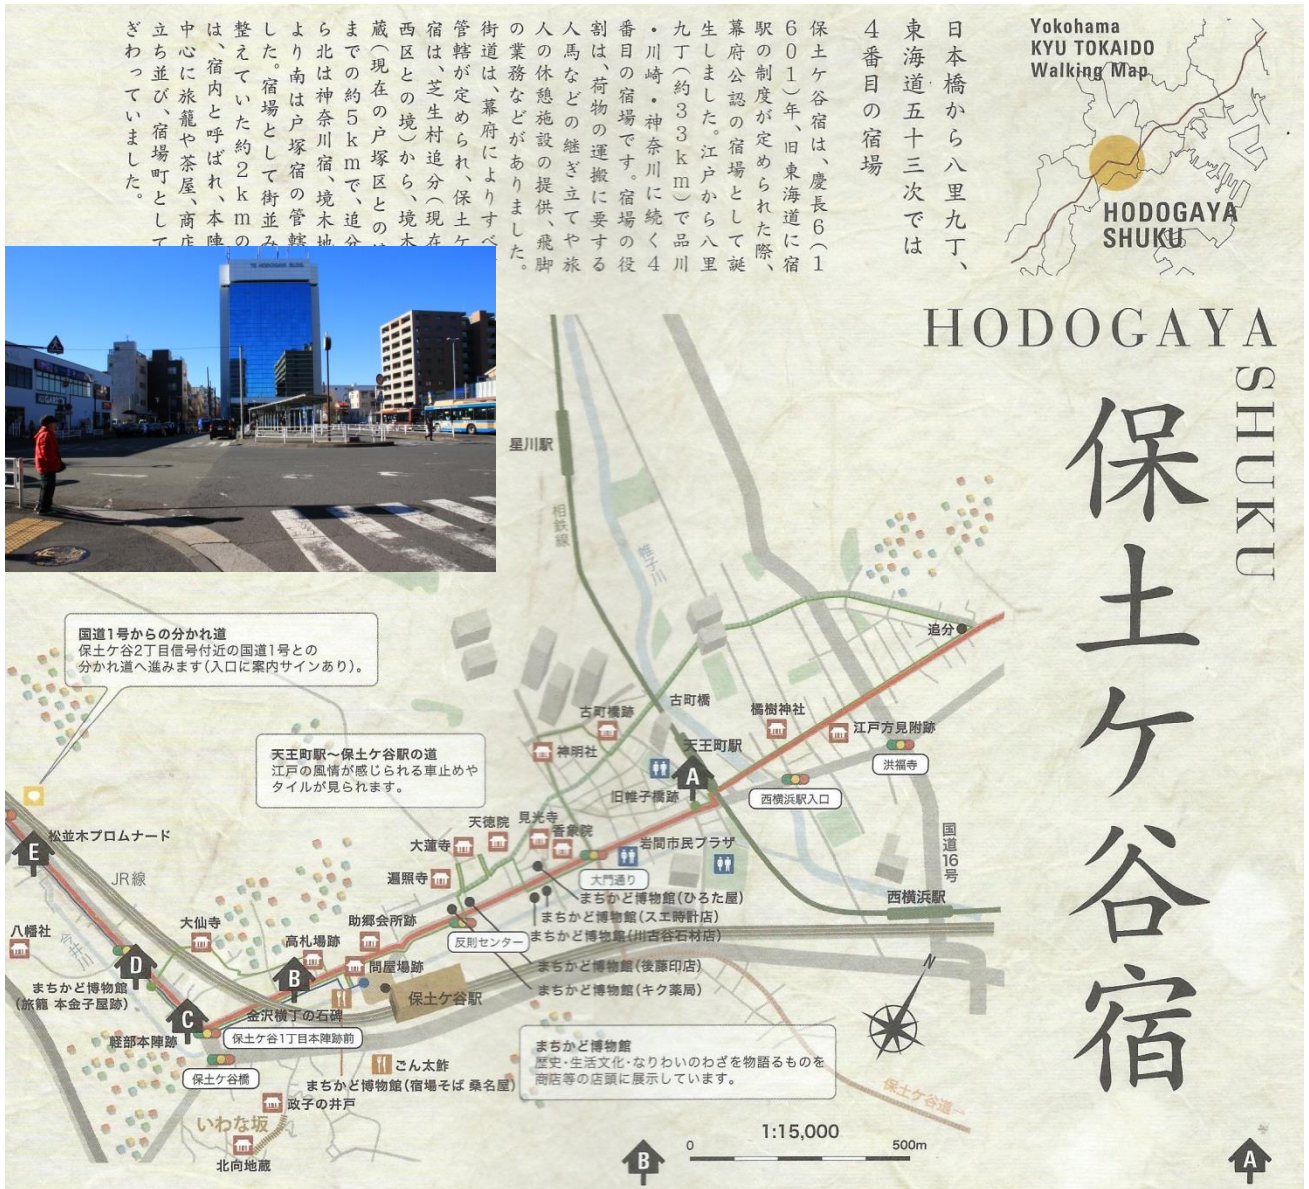 Yokohama
KYU TOKAIDO
Walking Map
HODOGAYA
SHUKU
日本橋から八里九丁、
東海道五十三次では
4番目の宿場
保土ケ谷宿は、慶長6(1
601)年、旧東海道に宿
駅の制度が定められた際、
幕府公認の宿場として誕
生しました。江戸から八里
九丁(約33km)で品川
・川崎・神奈川に続く4
番目の宿場です。宿場の役
割は、荷物の運搬に要する
人馬などの継ぎ立てや旅
人の休憩施設の提供、飛脚
の業務などがありました。
街道は、幕府によりすべ
管轄が定められ、保土ケ
宿は、芝生村追分(現在
西区との境)から、境木
蔵(現在の戸塚区との
までの約5kmで、追分
ら北は神奈川宿、境木地
より南は戸塚宿の管轄
した。宿場として街並み
整えていた約2kmの
は、宿内と呼ばれ、本陣
中心に旅籠や茶屋、商店
立ち並び、宿場町として
ぎわっていました。
HODOGAYA
SHUKU
保土ケ谷宿
星川駅
相鉄線
帷子川
追分
国道1号からの分かれ道
保土ケ谷2丁目信号付近の国道1号との
分かれ道へ進みます(入口に案内サインあり)。
古町橋
古町橋跡
橘樹神社
江戸方見附跡
神明社
天王町駅
洪福寺
天王町駅〜保土ケ谷駅の道
江戸の風情が感じられる車止めや
タイルが見られます。
A
旧帷子橋跡
西横浜駅入口
見光寺
天徳院
香象院
大蓮寺
岩間市民プラザ
国道16号
松並木プロムナード
E
JR線
遍照寺
大門通り
まちかど博物館(ひろた屋)
西横浜駅
まちかど博物館(スエ時計店)
大仙寺
助郷会所跡
まちかど博物館(川古谷石材店)
反則センター
八幡社
今井川
高札場跡
問屋場跡
まちかど博物館(後藤印店)
D
B
まちかど博物館(キク薬局)
まちかど博物館
(旅籠 本金子屋跡)
保土ケ谷駅
金沢横丁の石碑
C
軽部本陣跡
保土ケ谷1丁目本陣跡前
N
まちかど博物館
歴史・生活文化・なりわいのわざを物語るものを
商店等の店頭に展示しています。
ごん太鮓
保土ケ谷橋
まちかど博物館(宿場そば 桑名屋)
政子の井戸
保土ケ谷道
いわな坂
北向地蔵
1:15,000
0
500m
B
A